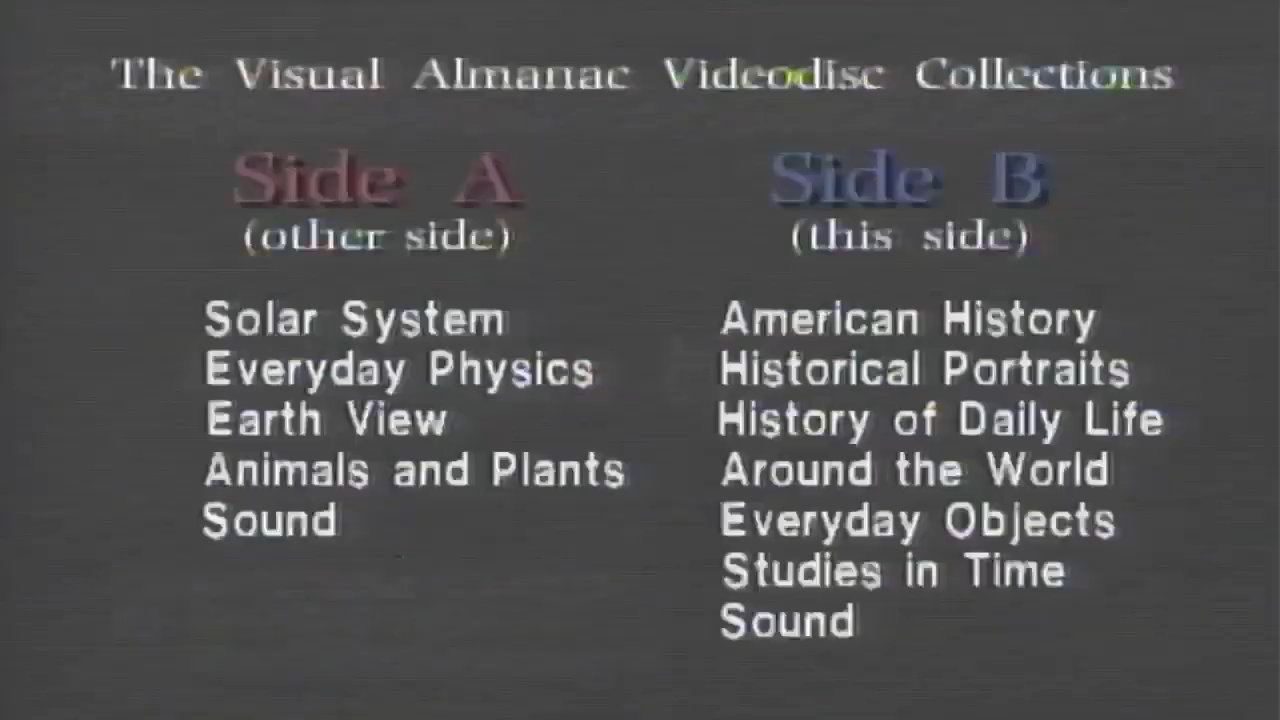 The Visual Almanac Videodisc Collections
Side A
(other side)
Solar System
Everyday Physics
Earth View
Animals and Plants
Sound
Side B
(this side)
American History
Historical Portraits
History of Daily Life
Around the World
Everyday Objects
Studies in Time
Sound